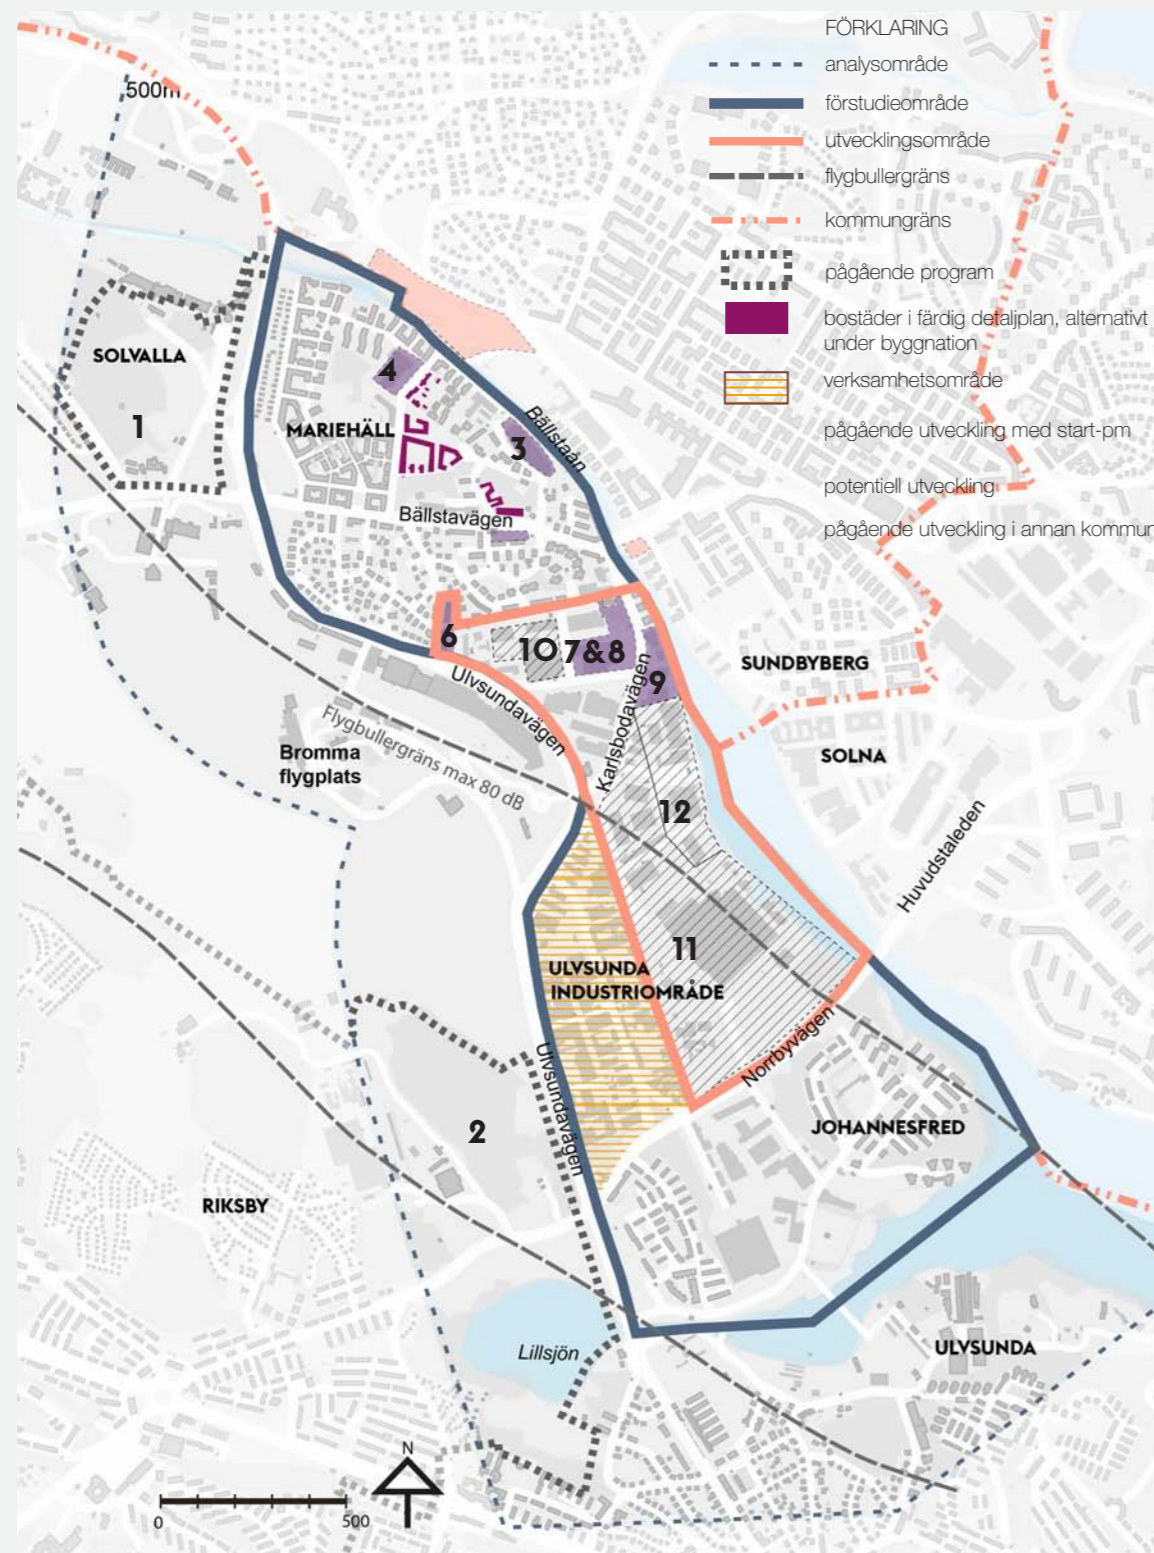 FÖRKLARING
analysområde
förstudieområde
utvecklingsområde
flygbullergräns
kommungräns
pågående program
bostäder i färdig detaljplan, alternativt
under byggnation
verksamhetsområde
pågående utveckling med start-pm
potentiell utveckling
pågående utveckling i annan kommun
500m
SOLVALLA
1
4
MARIEHÄLL
3
Bällstaån
Bällstavägen
6
10
7&8
9
SUNDBYBERG
Ulvsundavägen
Karlsbodavägen
Flygbullergräns max 80 dB
Bromma
flygplats
SOLNA
12
Huvudstaleden
11
ULVSUNDA
INDUSTRIOMRÅDE
Norrbyvägen
Ulvsundavägen
2
JOHANNESFRED
RIKSBY
Lillsjön
ULVSUNDA
N
0
500